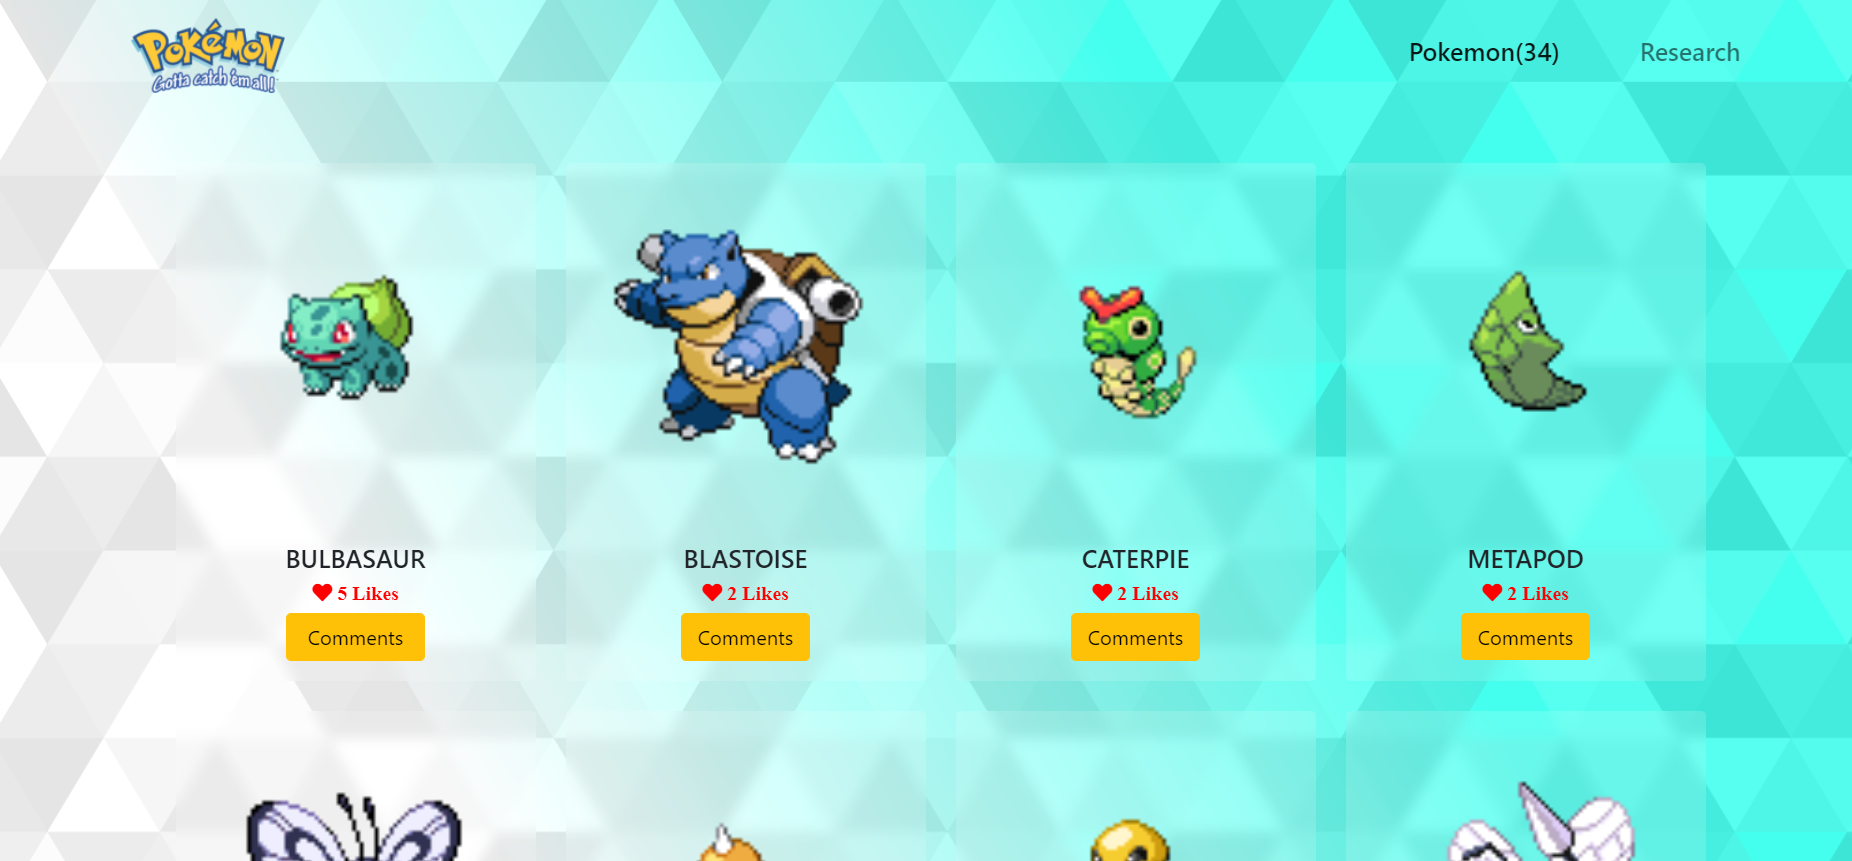 POKéMON
Gotta catch 'em all!
Pokemon(34)
Research
BULBASAUR
5 Likes
Comments
BLASTOISE
2 Likes
Comments
CATERPIE
2 Likes
Comments
METAPOD
2 Likes
Comments